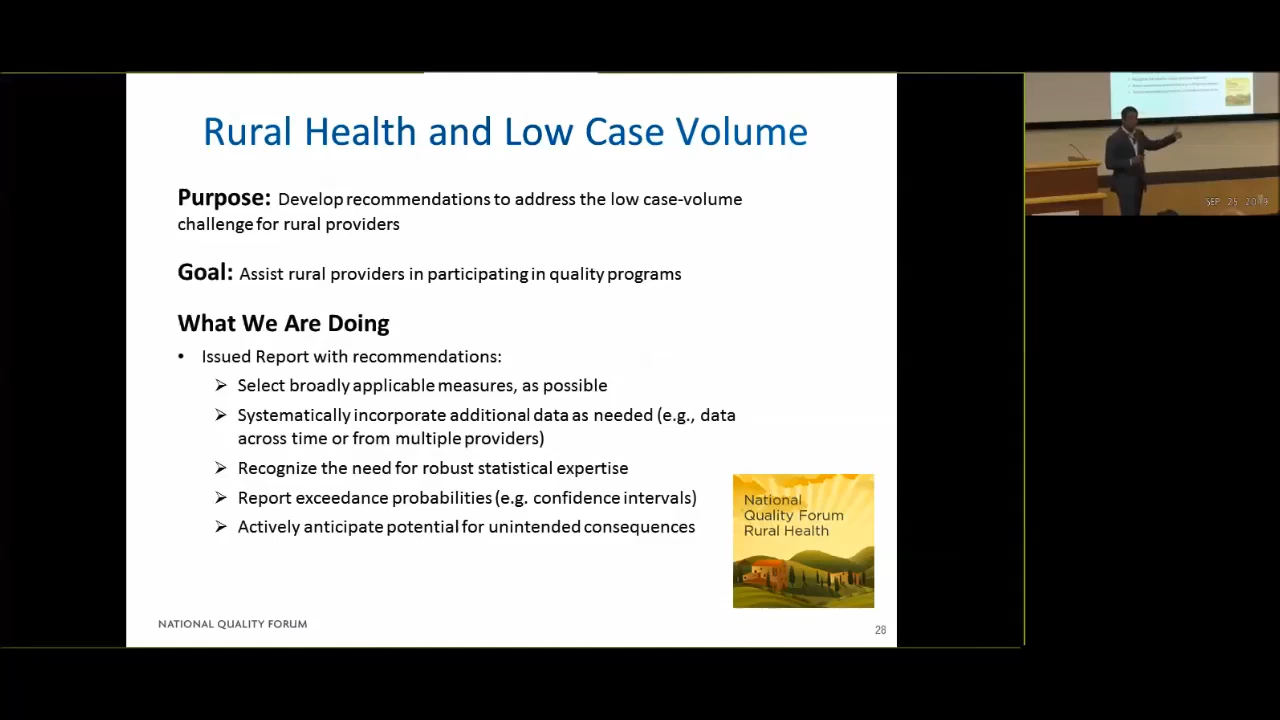 Rural Health and Low Case Volume
Purpose: Develop recommendations to address the low case-volume
challenge for rural providers
Goal: Assist rural providers in participating in quality programs
What We Are Doing
• Issued Report with recommendations:
➢ Select broadly applicable measures, as possible
➢ Systematically incorporate additional data as needed (e.g., data
across time or from multiple providers)
➢ Recognize the need for robust statistical expertise
➢ Report exceedance probabilities (e.g. confidence intervals)
➢ Actively anticipate potential for unintended consequences
National
Quality Forum
Rural Health
NATIONAL QUALITY FORUM
28
SEP 25 2019